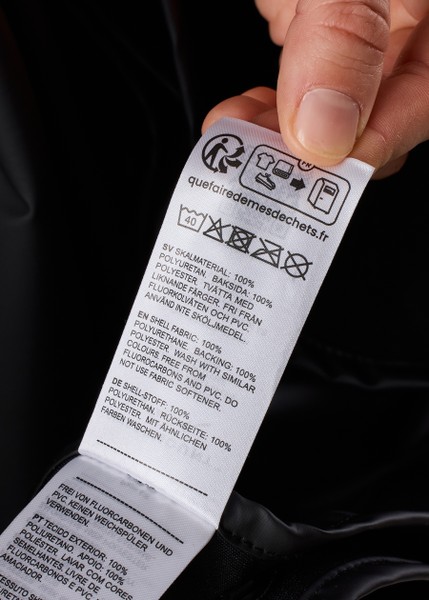 FR
quefairedemesdechets.fr
40
SV SKALMATERIAL: 100%
POLYURETAN. BAKSIDA: 100%
POLYESTER. TVÄTTA MED
LIKNANDE FÄRGER. FRI FRÅN
FLUORKOLVÄTEN OCH PVC.
ANVÄND INTE SKÖLJMEDEL.
EN SHELL FABRIC: 100%
POLYURETHANE. BACKING: 100%
POLYESTER. WASH WITH SIMILAR
COLOURS. FREE FROM
FLUOROCARBONS AND PVC. DO
NOT USE FABRIC SOFTENER.
DE SHELL-STOFF: 100%
POLYURETHAN. RÜCKSEITE: 100%
POLYESTER. MIT ÄHNLICHEN
FARBEN WASCHEN.
FREI VON FLUORCARBONEN UND
PVC. KEINEN WEICHSPÜLER
VERWENDEN.
PT TECIDO EXTERIOR: 100%
POLIURETANO. APOIO: 100%
POLIÉSTER. LAVAR COM CORES
SEMELHANTES. LIVRE DE
FLUOROCARBONOS E PVC.
AMACIADOR.
TESSUTO